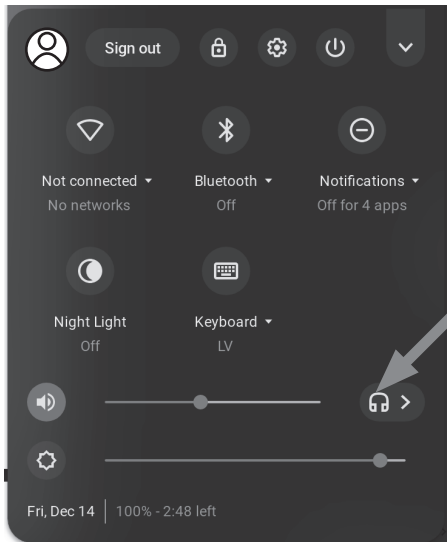 Sign out
Not connected
No networks
Bluetooth
Off
Notifications
Off for 4 apps
Night Light
Off
Keyboard
LV
Fri, Dec 14
100% - 2:48 left